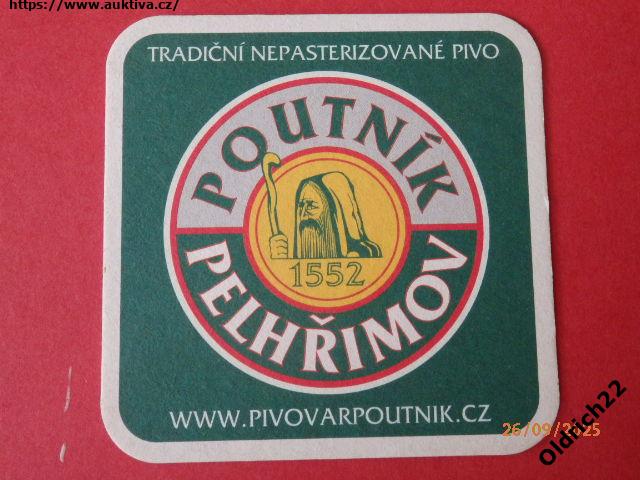 https://www.auktiva.cz/
TRADIČNÍ NEPASTERIZOVANÉ PIVO
POUTNÍK
1552
PELHŘIMOV
WWW.PIVOVARPOUTNIK.CZ
26/09/2025
Oldrich22